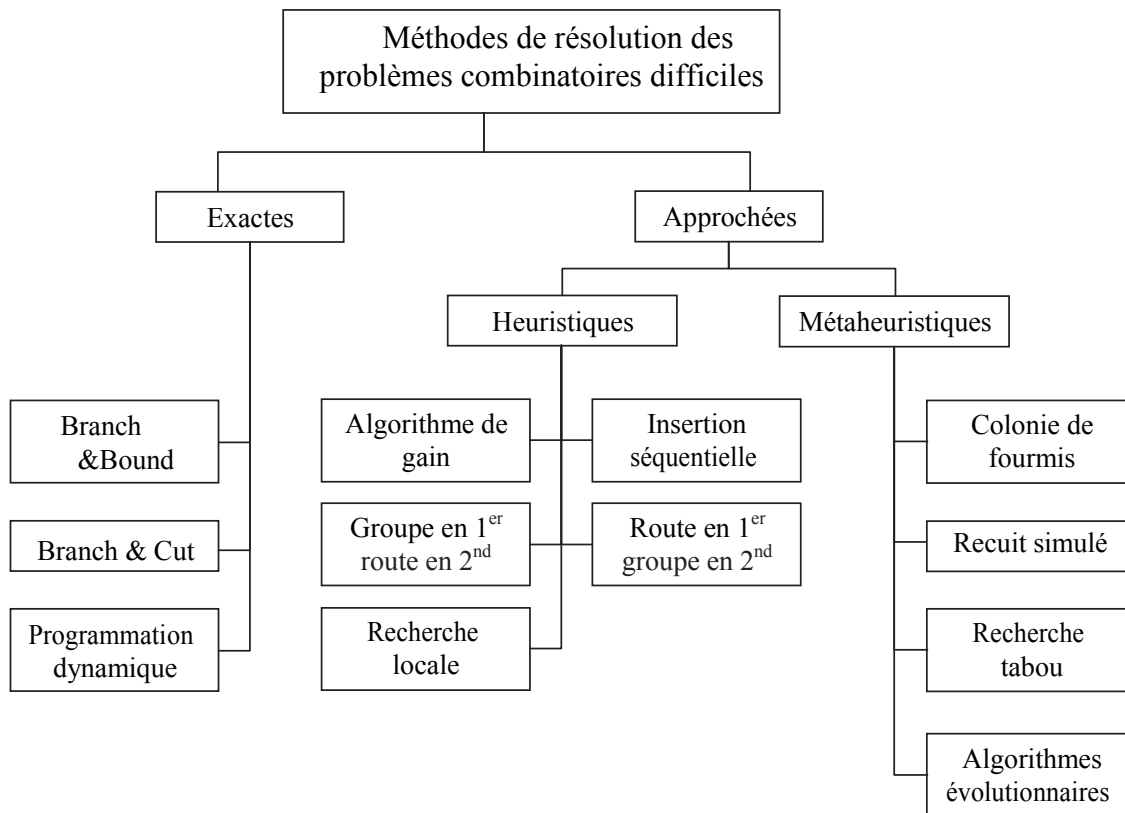 Méthodes de résolution des
problèmes combinatoires difficiles
Exactes
Approchées
Heuristiques
Métaheuristiques
Branch
&Bound
Branch & Cut
Programmation
dynamique
Algorithme de
gain
Insertion
séquentielle
Groupe en 1er
route en 2nd
Route en 1er
groupe en 2nd
Recherche
locale
Colonie de
fourmis
Recuit simulé
Recherche
tabou
Algorithmes
évolutionnaires